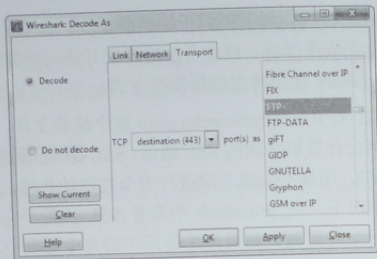 Wireshark: Decode As
Link Network Transport
Decode
Do not decode
TCP destination (443) port(s) as
Fibre Channel over IP
FIX
FTP
FTP-DATA
giFT
GIOP
GNUTELLA
Gryphon
GSM over IP
Show Current
Clear
Help
OK
Apply
Close